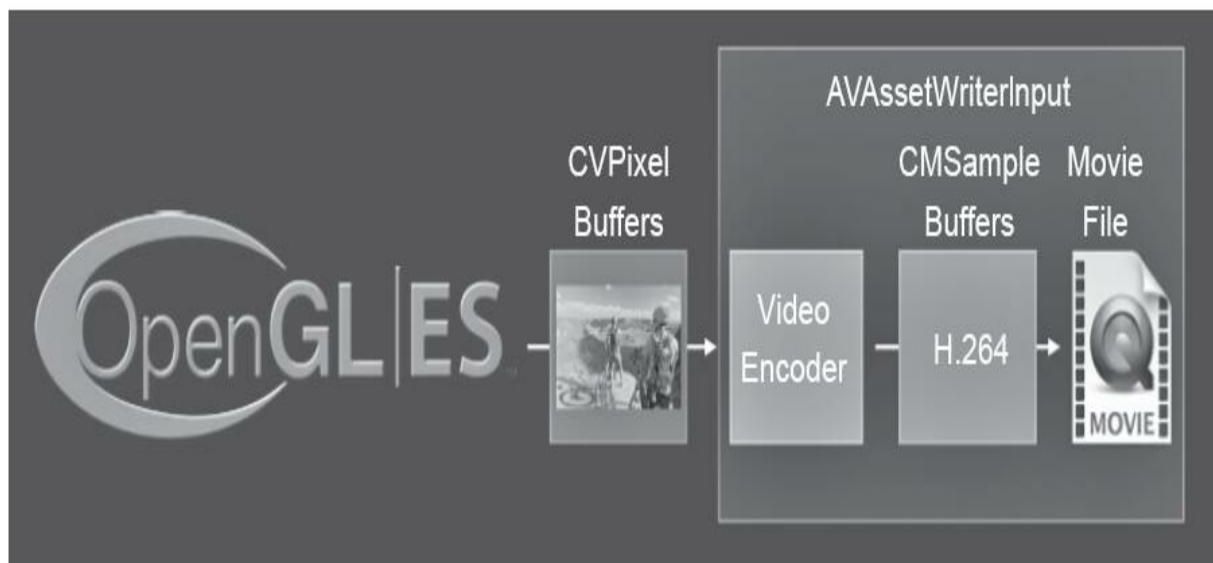 AVAssetWriterInput
CVPixel
Buffers
CMSample
Buffers
Movie
File
OpenGL|ES
Video
Encoder
H.264
MOVIE